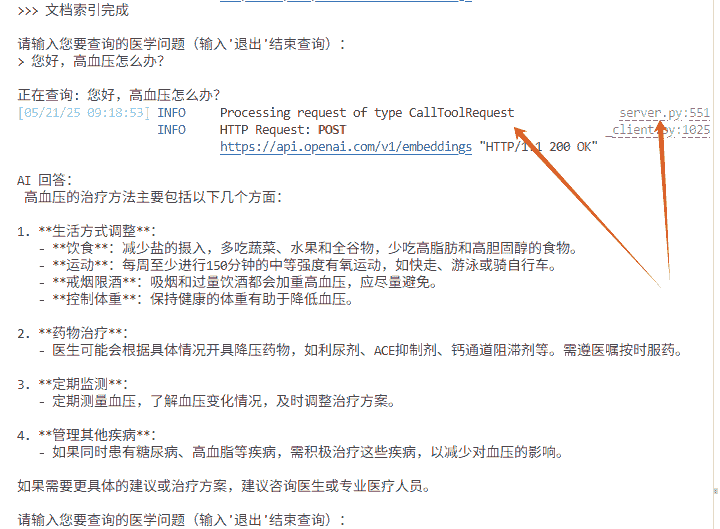 >>> 文档索引完成
请输入您要查询的医学问题（输入'退出'结束查询）：
> 您好，高血压怎么办？
正在查询：您好，高血压怎么办？
[05/21/25 09:18:53] INFO Processing request of type CallToolRequest server.py:551
INFO HTTP Request: POST _client.py:1025
https://api.openai.com/v1/embeddings "HTTP/1.1 200 OK"
AI 回答：
高血压的治疗方法主要包括以下几个方面：
1. **生活方式调整**：
- **饮食**：减少盐的摄入，多吃蔬菜、水果和全谷物，少吃高脂肪和高胆固醇的食物。
- **运动**：每周至少进行150分钟的中等强度有氧运动，如快走、游泳或骑自行车。
- **戒烟限酒**：吸烟和过量饮酒都会加重高血压，应尽量避免。
- **控制体重**：保持健康的体重有助于降低血压。
2. **药物治疗**：
- 医生可能会根据具体情况开具降压药物，如利尿剂、ACE抑制剂、钙通道阻滞剂等。需遵医嘱按时服药。
3. **定期监测**：
- 定期测量血压，了解血压变化情况，及时调整治疗方案。
4. **管理其他疾病**：
- 如果同时患有糖尿病、高血脂等疾病，需积极治疗这些疾病，以减少对血压的影响。
如果需要更具体的建议或治疗方案，建议咨询医生或专业医疗人员。
请输入您要查询的医学问题（输入'退出'结束查询）：